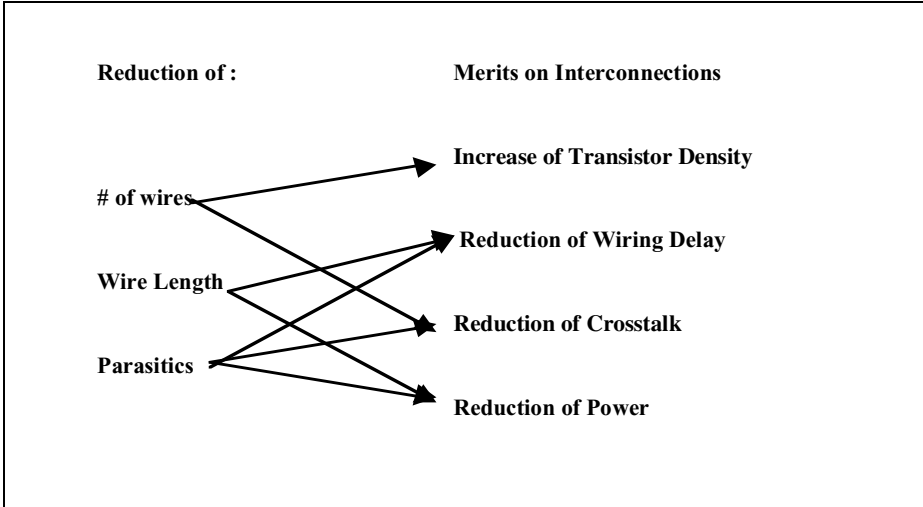 Reduction of :
Merits on Interconnections
Increase of Transistor Density
# of wires
Reduction of Wiring Delay
Wire Length
Reduction of Crosstalk
Parasitics
Reduction of Power